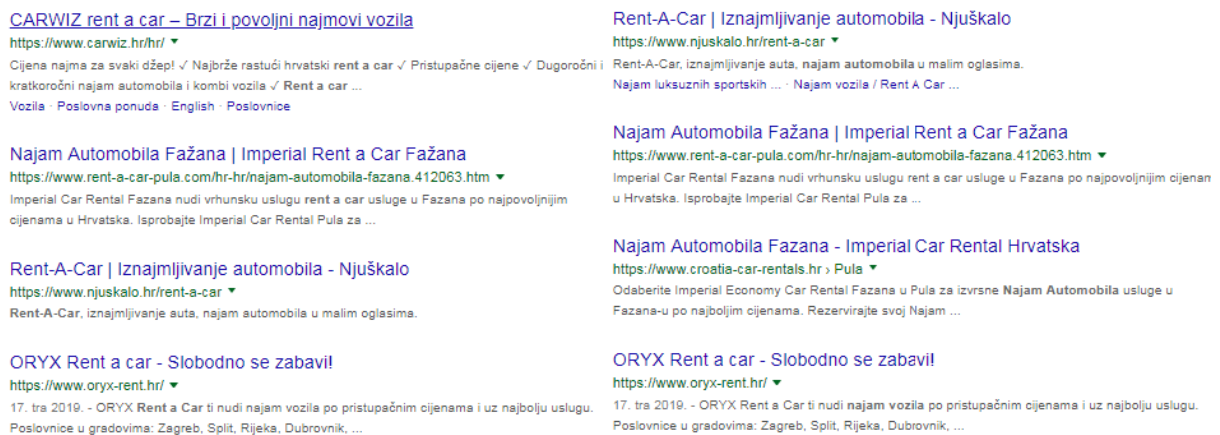 CARWIZ rent a car – Brzi i povoljni najmovi vozila
https://www.carwiz.hr/hr/
Cijena najma za svaki džep! ✓ Najbrže rastući hrvatski rent a car ✓ Pristupačne cijene ✓ Dugoročni i
kratkoročni najam automobila i kombi vozila ✓ Rent a car ...
Vozila · Poslovna ponuda · English · Poslovnice
Najam Automobila Fažana | Imperial Rent a Car Fažana
https://www.rent-a-car-pula.com/hr-hr/najam-automobila-fazana.412063.htm
Imperial Car Rental Fazana nudi vrhunsku uslugu rent a car usluge u Fazana po najpovoljnijim
cijenama u Hrvatska. Isprobajte Imperial Car Rental Pula za ...
Rent-A-Car | Iznajmljivanje automobila - Njuškalo
https://www.njuskalo.hr/rent-a-car
Rent-A-Car, iznajmljivanje auta, najam automobila u malim oglasima.
ORYX Rent a car - Slobodno se zabavi!
https://www.oryx-rent.hr/
17. tra 2019. - ORYX Rent a Car ti nudi najam vozila po pristupačnim cijenama i uz najbolju uslugu.
Poslovnice u gradovima: Zagreb, Split, Rijeka, Dubrovnik, ...
Rent-A-Car | Iznajmljivanje automobila - Njuškalo
https://www.njuskalo.hr/rent-a-car
Rent-A-Car, iznajmljivanje auta, najam automobila u malim oglasima.
Najam luksuznih sportskih ... · Najam vozila / Rent A Car ...
Najam Automobila Fažana | Imperial Rent a Car Fažana
https://www.rent-a-car-pula.com/hr-hr/najam-automobila-fazana.412063.htm
Imperial Car Rental Fazana nudi vrhunsku uslugu rent a car usluge u Fazana po najpovoljnijim cijenam
u Hrvatska. Isprobajte Imperial Car Rental Pula za ...
Najam Automobila Fazana - Imperial Car Rental Hrvatska
https://www.croatia-car-rentals.hr › Pula
Odaberite Imperial Economy Car Rental Fazana u Pula za izvrsne Najam Automobila usluge u
Fazana-u po najboljim cijenama. Rezervirajte svoj Najam ...
ORYX Rent a car - Slobodno se zabavi!
https://www.oryx-rent.hr/
17. tra 2019. - ORYX Rent a Car ti nudi najam vozila po pristupačnim cijenama i uz najbolju uslugu.
Poslovnice u gradovima: Zagreb, Split, Rijeka, Dubrovnik, ...